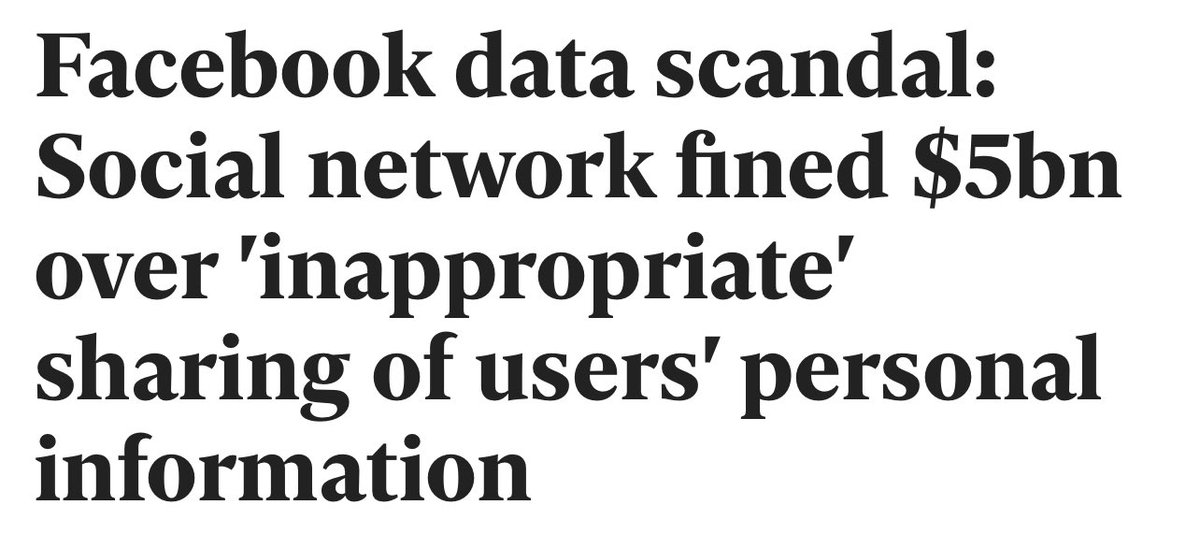 Facebook data scandal:
Social network fined $5bn
over 'inappropriate'
sharing of users' personal
information